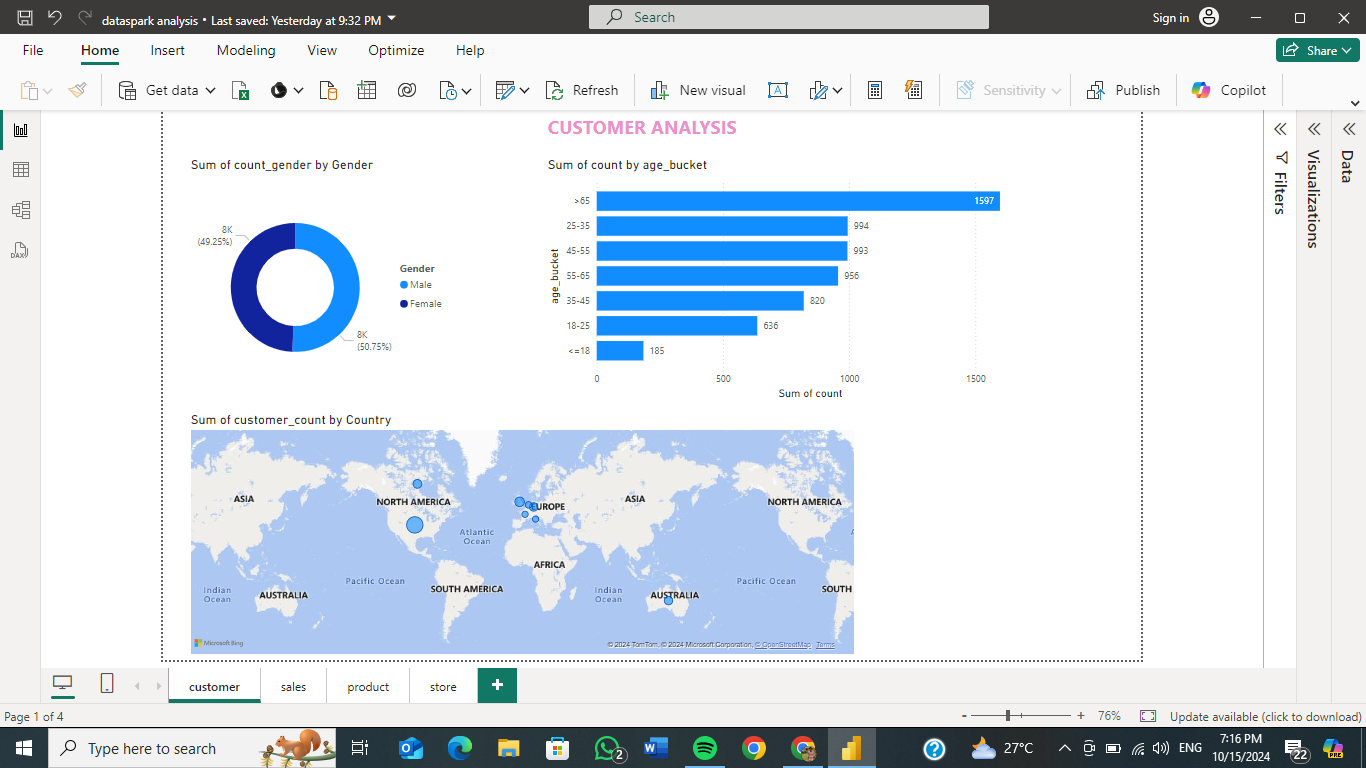 dataspark analysis • Last saved: Yesterday at 9:32 PM
Search
Sign in
File Home Insert Modeling View Optimize Help
Share
Get data
Refresh
New visual
Sensitivity
Publish
Copilot
CUSTOMER ANALYSIS
Sum of count_gender by Gender
8K
(49.25%)
8K
(50.75%)
Gender
Male
Female
Sum of count by age_bucket
age_bucket
>65 1597
25-35 994
45-55 993
55-65 956
35-45 820
18-25 636
<=18 185
0 500 1000 1500
Sum of count
Sum of customer_count by Country
ASIA
NORTH AMERICA
EUROPE
ASIA
NORTH AMERICA
Atlantic
Ocean
AFRICA
Pacific Ocean
Pacific Ocean
Indian
Ocean
AUSTRALIA
SOUTH AMERICA
Indian
Ocean
AUSTRALIA
SOUTH
Microsoft Bing
© 2024 TomTom, © 2024 Microsoft Corporation, © OpenStreetMap Terms
Filters
Visualizations
Data
DAX
customer sales product store +
Page 1 of 4
- + 76%
Update available (click to download)
Type here to search
2
27°C
ENG
7:16 PM
10/15/2024
22
PRE